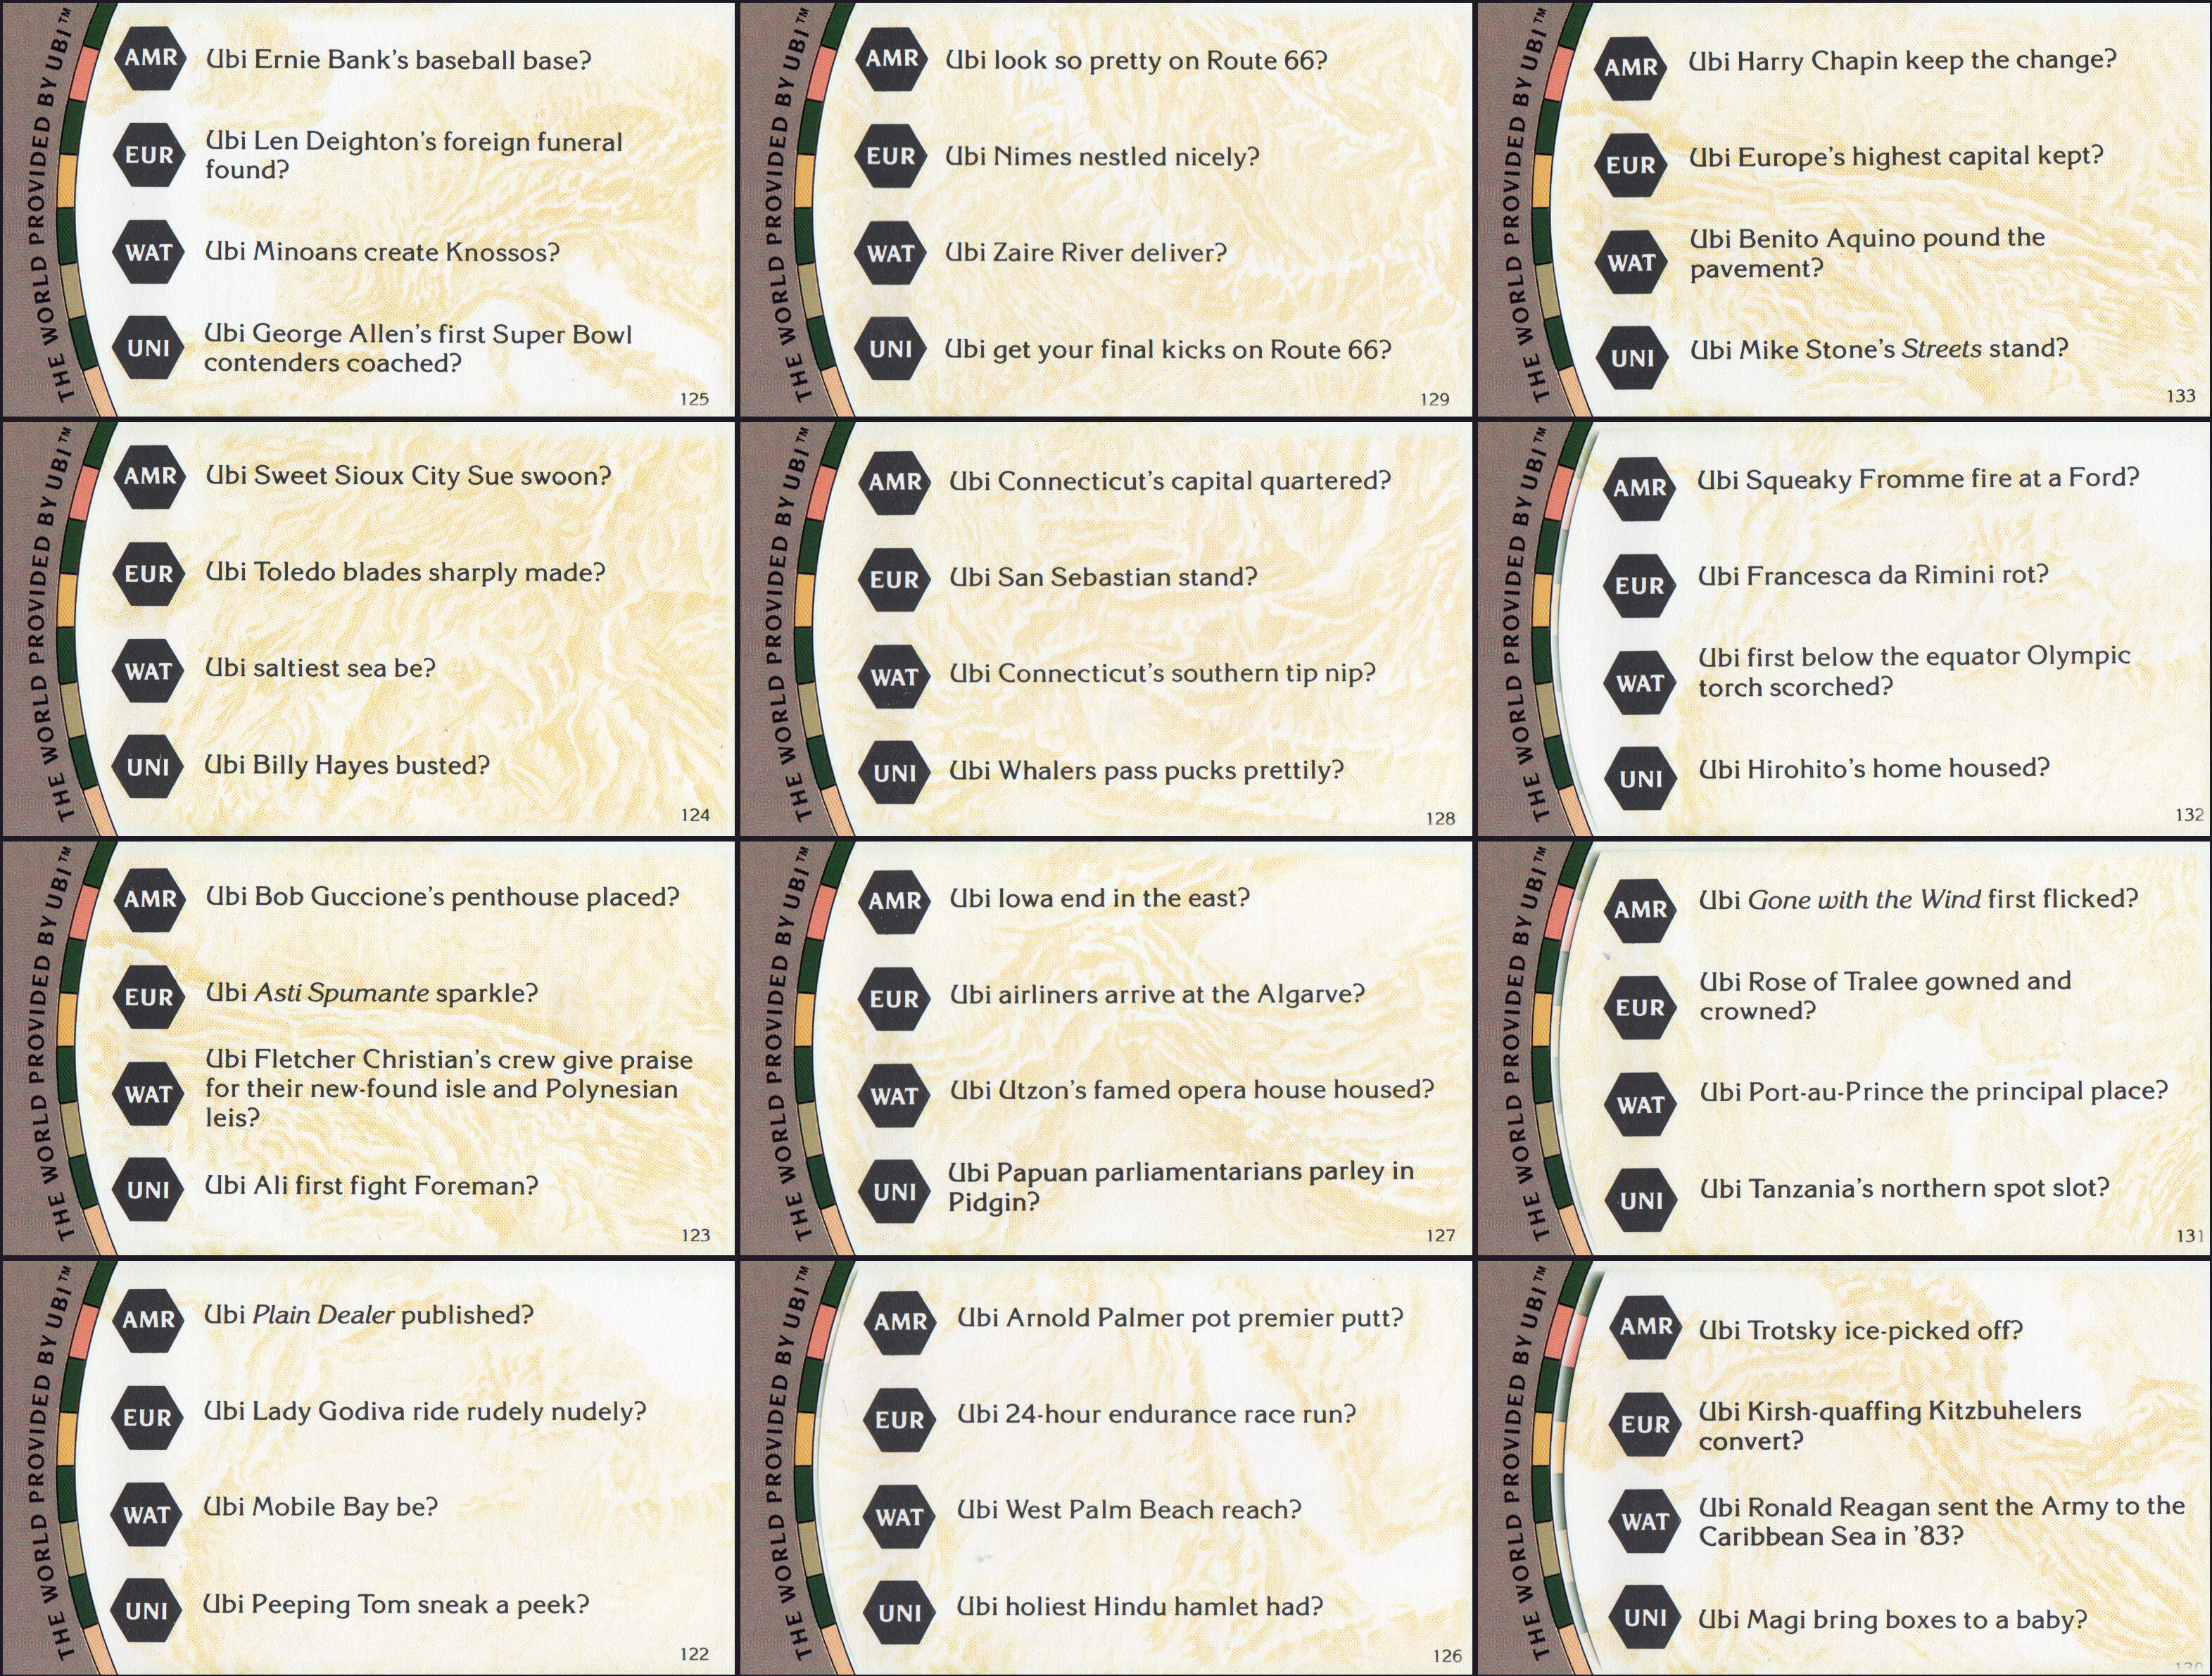 THE WORLD PROVIDED BY UBI™
AMR
Ubi Ernie Bank's baseball base?
EUR
Ubi Len Deighton's foreign funeral
found?
WAT
Ubi Minoans create Knossos?
UNI
Ubi George Allen's first Super Bowl
contenders coached?
125
THE WORLD PROVIDED BY UBI™
AMR
Ubi look so pretty on Route 66?
EUR
Ubi Nimes nestled nicely?
WAT
Ubi Zaire River deliver?
UNI
Ubi get your final kicks on Route 66?
129
THE WORLD PROVIDED BY UBI™
AMR
Ubi Harry Chapin keep the change?
EUR
Ubi Europe's highest capital kept?
WAT
Ubi Benito Aquino pound the
pavement?
UNI
Ubi Mike Stone's Streets stand?
133
THE WORLD PROVIDED BY UBI™
AMR
Ubi Sweet Sioux City Sue swoon?
EUR
Ubi Toledo blades sharply made?
WAT
Ubi saltiest sea be?
UNI
Ubi Billy Hayes busted?
124
THE WORLD PROVIDED BY UBI™
AMR
Ubi Connecticut's capital quartered?
EUR
Ubi San Sebastian stand?
WAT
Ubi Connecticut's southern tip nip?
UNI
Ubi Whalers pass pucks prettily?
128
THE WORLD PROVIDED BY UBI™
AMR
Ubi Squeaky Fromme fire at a Ford?
EUR
Ubi Francesca da Rimini rot?
WAT
Ubi first below the equator Olympic
torch scorched?
UNI
Ubi Hirohito's home housed?
132
THE WORLD PROVIDED BY UBI™
AMR
Ubi Bob Guccione's penthouse placed?
EUR
Ubi Asti Spumante sparkle?
WAT
Ubi Fletcher Christian's crew give praise
for their new-found isle and Polynesian
leis?
UNI
Ubi Ali first fight Foreman?
123
THE WORLD PROVIDED BY UBI™
AMR
Ubi Iowa end in the east?
EUR
Ubi airliners arrive at the Algarve?
WAT
Ubi Utzon's famed opera house housed?
UNI
Ubi Papuan parliamentarians parley in
Pidgin?
127
THE WORLD PROVIDED BY UBI™
AMR
Ubi Gone with the Wind first flicked?
EUR
Ubi Rose of Tralee gowned and
crowned?
WAT
Ubi Port-au-Prince the principal place?
UNI
Ubi Tanzania's northern spot slot?
131
THE WORLD PROVIDED BY UBI™
AMR
Ubi Plain Dealer published?
EUR
Ubi Lady Godiva ride rudely nudely?
WAT
Ubi Mobile Bay be?
UNI
Ubi Peeping Tom sneak a peek?
122
THE WORLD PROVIDED BY UBI™
AMR
Ubi Arnold Palmer pot premier putt?
EUR
Ubi 24-hour endurance race run?
WAT
Ubi West Palm Beach reach?
UNI
Ubi holiest Hindu hamlet had?
126
THE WORLD PROVIDED BY UBI™
AMR
Ubi Trotsky ice-picked off?
EUR
Ubi Kirsh-quaffing Kitzbuhelers
convert?
WAT
Ubi Ronald Reagan sent the Army to the
Caribbean Sea in '83?
UNI
Ubi Magi bring boxes to a baby?